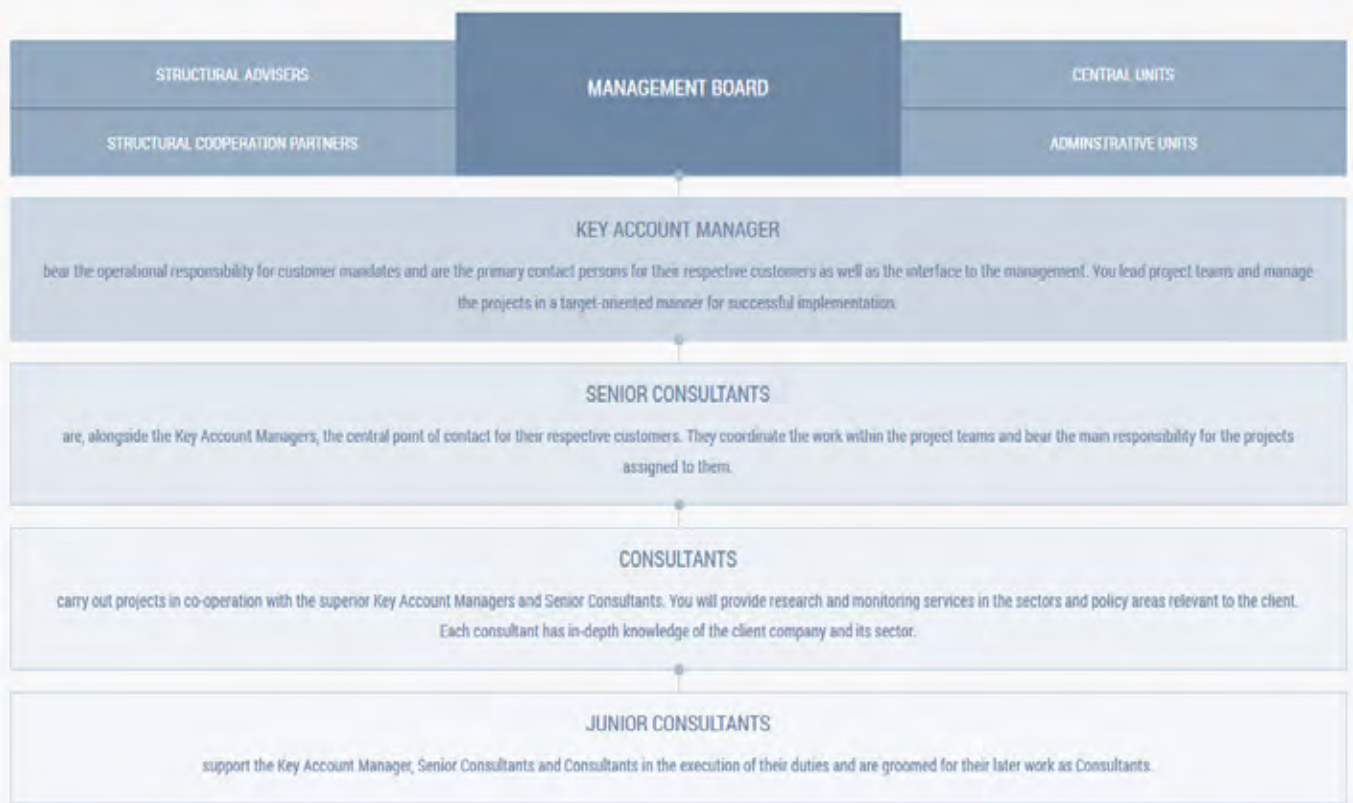 STRUCTURAL ADVISERS
MANAGEMENT BOARD
CENTRAL UNITS
STRUCTURAL COOPERATION PARTNERS
ADMINSTRATIVE UNITS
KEY ACCOUNT MANAGER
bear the operational responsibility for customer mandates and are the primary contact persons for their respective customers as well as the interface to the management. You lead project teams and manage
the projects in a target-oriented manner for successful implementation.
SENIOR CONSULTANTS
are, alongside the Key Account Managers, the central point of contact for their respective customers. They coordinate the work within the project teams and bear the main responsibility for the projects
assigned to them.
CONSULTANTS
carry out projects in co-operation with the superior Key Account Managers and Senior Consultants. You will provide research and monitoring services in the sectors and policy areas relevant to the client.
Each consultant has in-depth knowledge of the client company and its sector.
JUNIOR CONSULTANTS
support the Key Account Manager, Senior Consultants and Consultants in the execution of their duties and are groomed for their later work as Consultants.